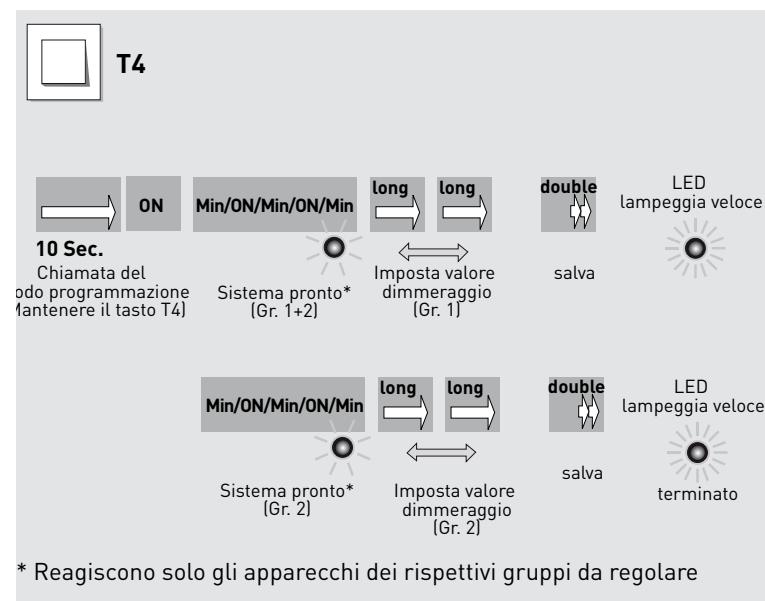 T4
ON
Min/ON/Min/ON/Min
long
long
double
LED
lampeggia veloce
10 Sec.
Chiamata del
odo programmazione
Mantenere il tasto T4)
Sistema pronto*
(Gr. 1+2)
Imposta valore
dimmeraggio
(Gr. 1)
salva
Min/ON/Min/ON/Min
long
long
double
LED
lampeggia veloce
Sistema pronto*
(Gr. 2)
Imposta valore
dimmeraggio
(Gr. 2)
salva
terminato
* Reagiscono solo gli apparecchi dei rispettivi gruppi da regolare